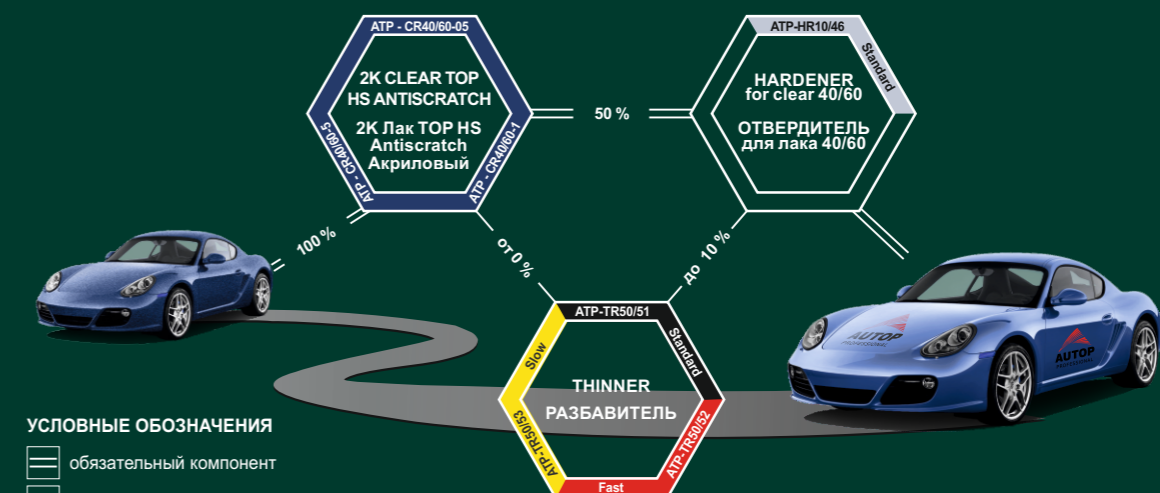 ATP - CR40/60-05
2K CLEAR TOP
HS ANTISCRATCH
2K Лак TOP HS
Antiscratch
Акриловый
ATP - CR40/60-5
ATP - CR40/60-1
50 %
ATP-HR10/46
Standard
HARDENER
for clear 40/60
ОТВЕРДИТЕЛЬ
для лака 40/60
100 %
от 0 %
до 10 %
ATP-TR50/51
Standard
Slow
THINNER
РАЗБАВИТЕЛЬ
ATP-TR50/53
ATP-TR50/52
Fast
AUTOP
PROFESSIONAL
AUTOP
PROFESSIONAL
УСЛОВНЫЕ ОБОЗНАЧЕНИЯ
обязательный компонент